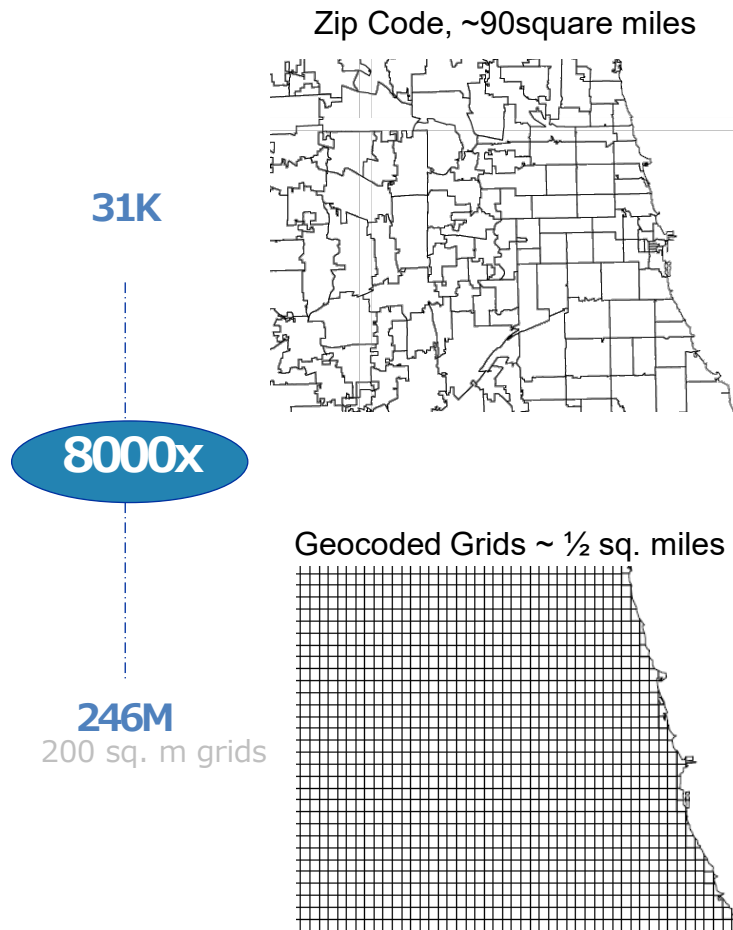 Zip Code, ~90square miles
31K
8000x
Geocoded Grids ~ ½ sq. miles
246M
200 sq. m grids